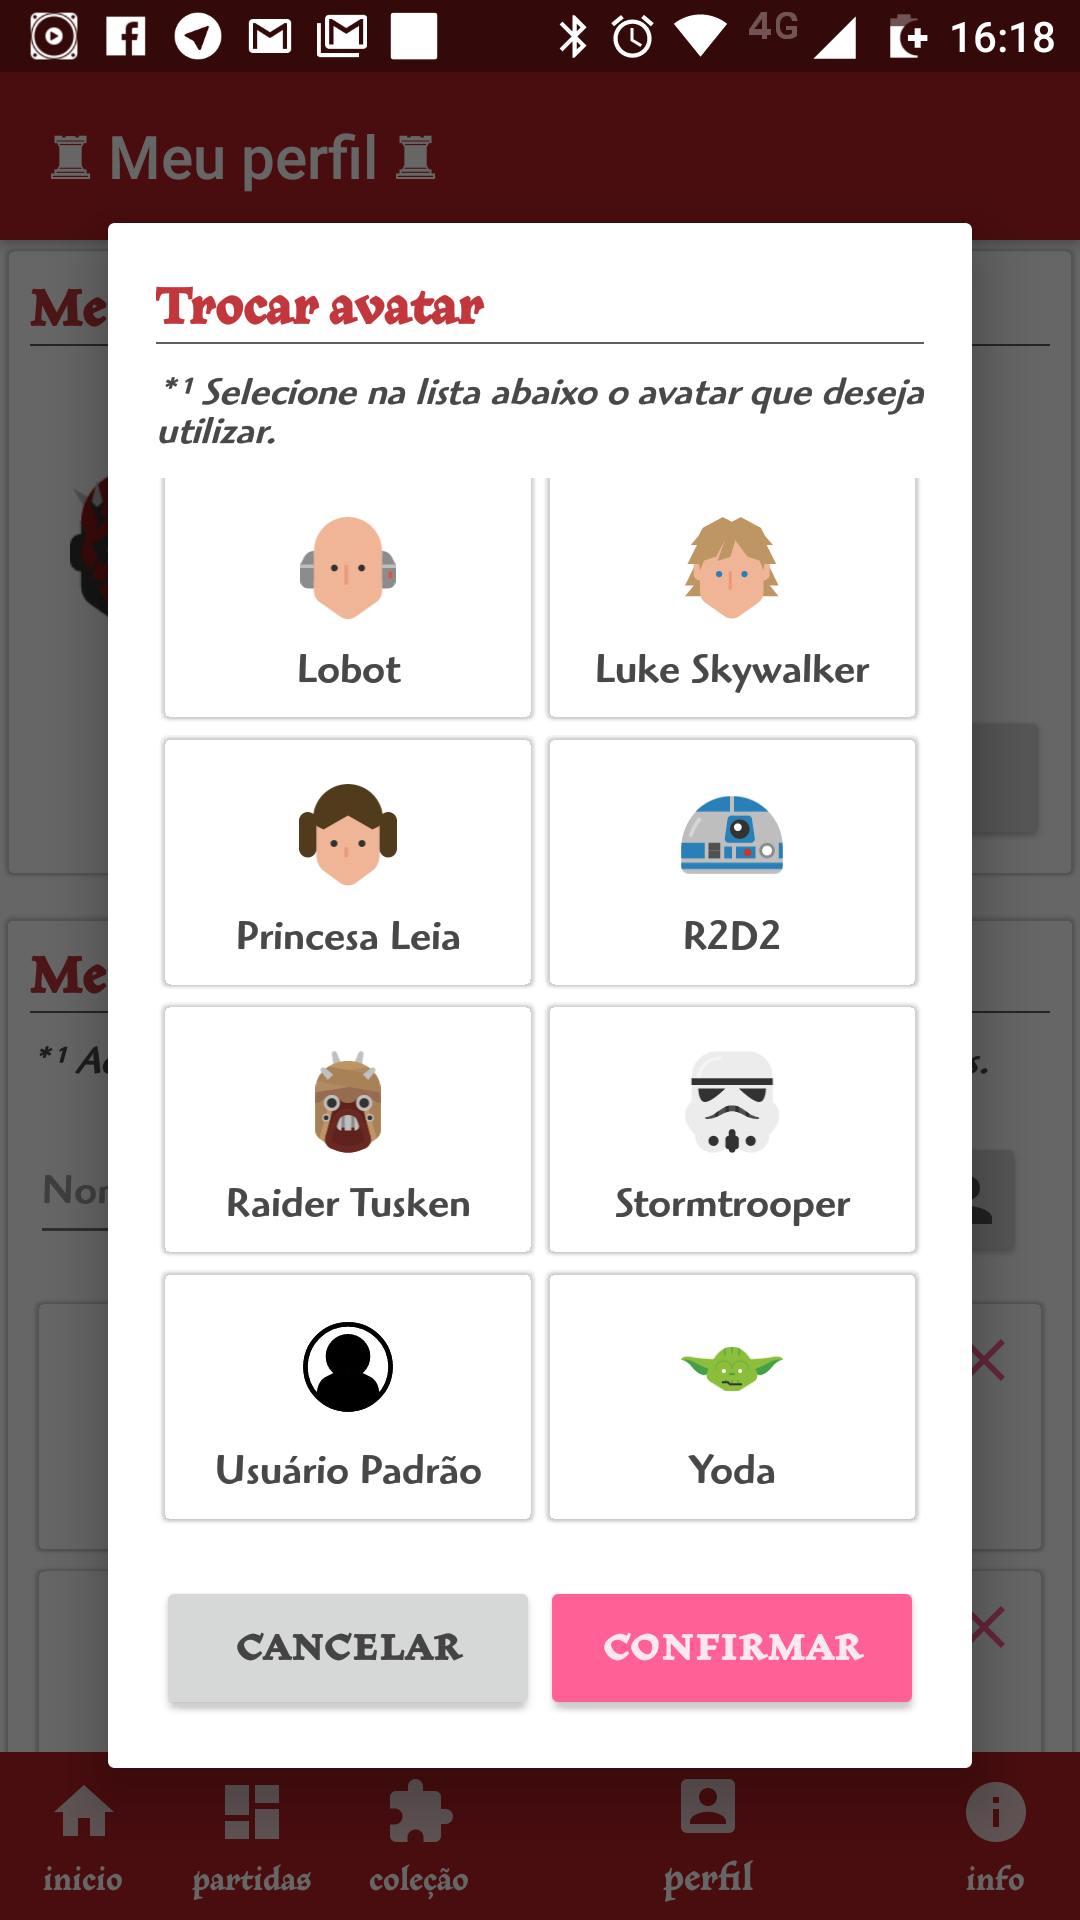 4G 16:18
♜ Meu perfil ♜
Me
Trocar avatar
*¹ Selecione na lista abaixo o avatar que deseja
utilizar.
Lobot Luke Skywalker
Princesa Leia R2D2
Me
*¹
Raider Tusken Stormtrooper
Usuário Padrão Yoda
CANCELAR CONFIRMAR
inicio partidas coleção perfil info